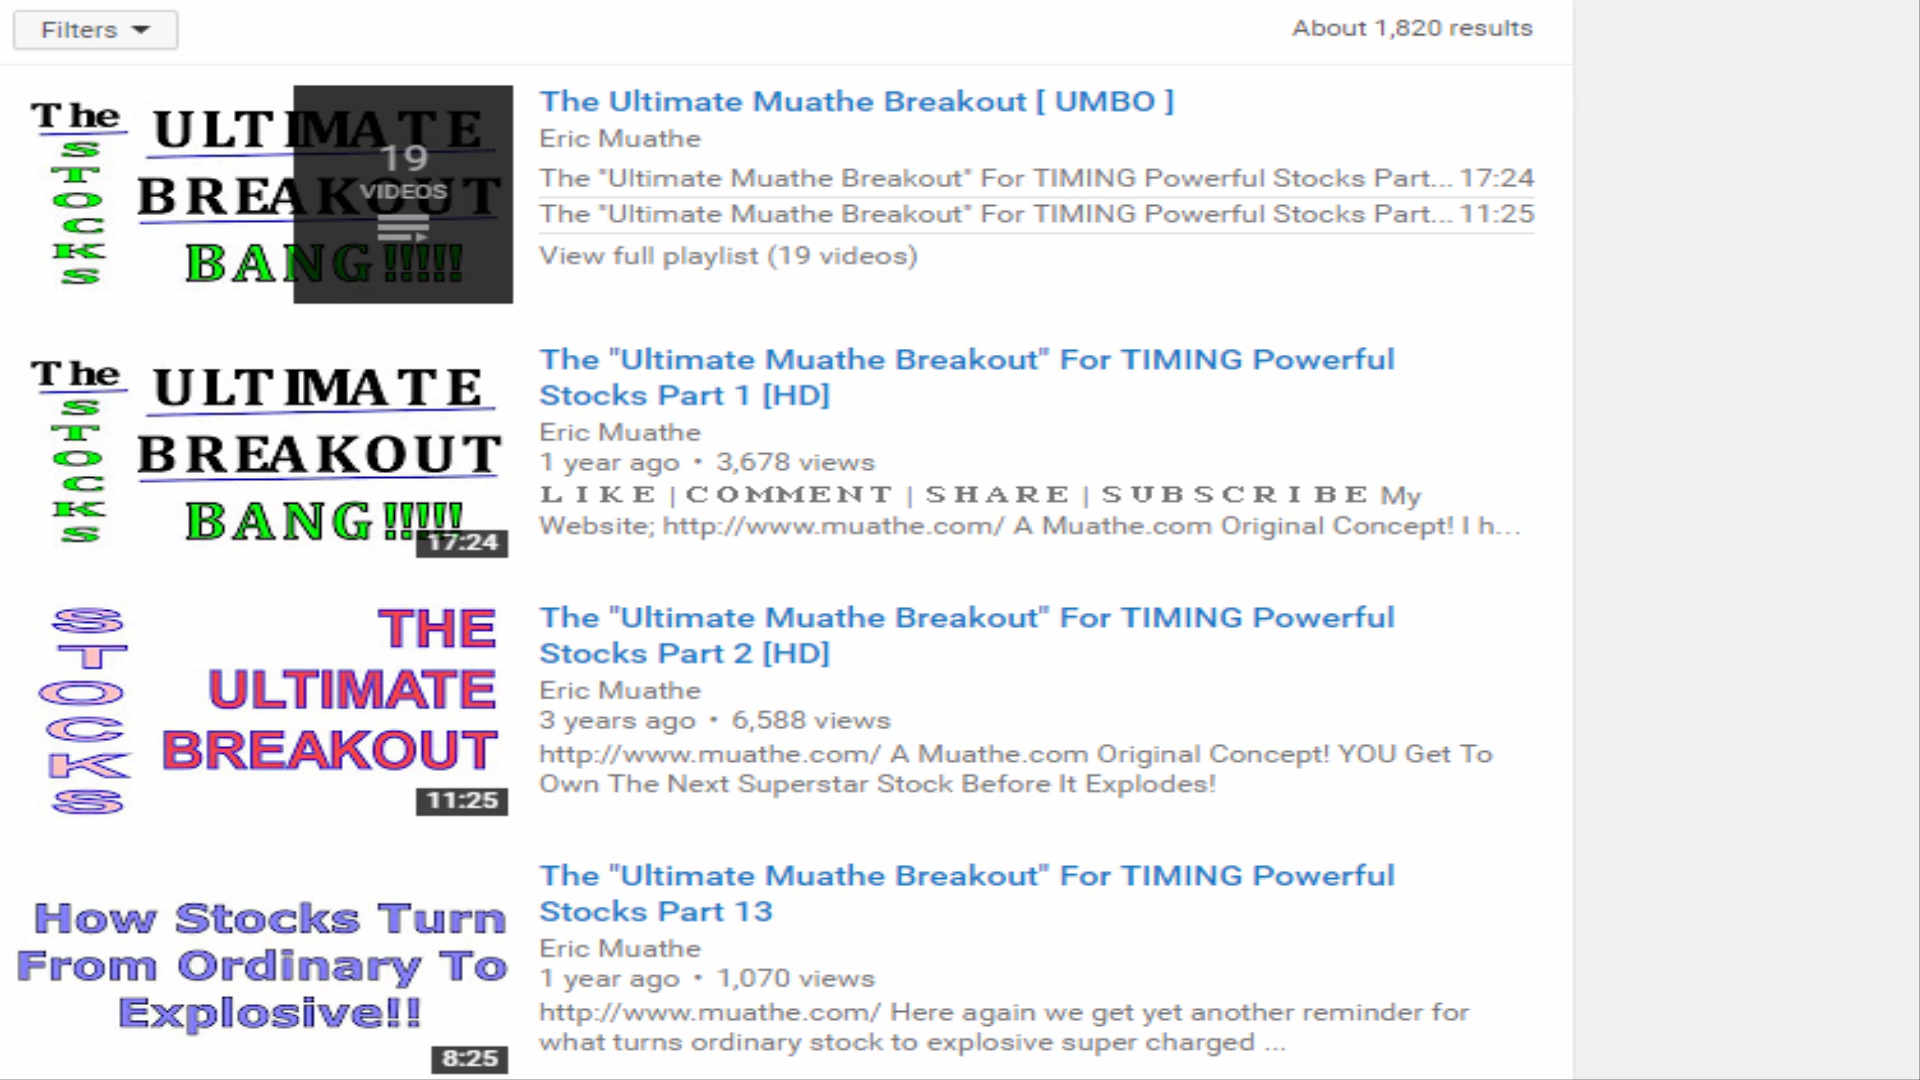 Filters
About 1,820 results
The
STOCKS
ULTIMATE
BREAKOUT
BANG!!!!!
19
VIDEOS
The Ultimate Muathe Breakout [ UMBO ]
Eric Muathe
The "Ultimate Muathe Breakout" For TIMING Powerful Stocks Part... 17:24
The "Ultimate Muathe Breakout" For TIMING Powerful Stocks Part... 11:25
View full playlist (19 videos)
The
STOCKS
ULTIMATE
BREAKOUT
BANG!!!!!
17:24
The "Ultimate Muathe Breakout" For TIMING Powerful
Stocks Part 1 [HD]
Eric Muathe
1 year ago • 3,678 views
L I K E | C O M M E N T | S H A R E | S U B S C R I B E My
Website; http://www.muathe.com/ A Muathe.com Original Concept! I h...
STOCKS
THE
ULTIMATE
BREAKOUT
11:25
The "Ultimate Muathe Breakout" For TIMING Powerful
Stocks Part 2 [HD]
Eric Muathe
3 years ago • 6,588 views
http://www.muathe.com/ A Muathe.com Original Concept! YOU Get To
Own The Next Superstar Stock Before It Explodes!
How Stocks Turn
From Ordinary To
Explosive!!
8:25
The "Ultimate Muathe Breakout" For TIMING Powerful
Stocks Part 13
Eric Muathe
1 year ago • 1,070 views
http://www.muathe.com/ Here again we get yet another reminder for
what turns ordinary stock to explosive super charged ...